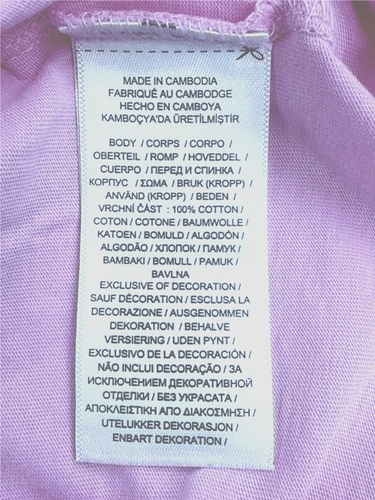 MADE IN CAMBODIA
FABRIQUÉ AU CAMBODGE
HECHO EN CAMBOYA
KAMBOÇYA'DA ÜRETİLMİŞTİR
BODY / CORPS / CORPO /
OBERTEIL / ROMP / HOVEDDEL /
CUERPO / ПЕРЕД И СПИНКА /
КОРПУС / ΣΩΜΑ / BRUK (KROPP) /
ANVÄND (KROPP) / BEDEN /
VRCHNÍ ČÁST : 100% COTTON /
COTON / COTONE / BAUMWOLLE /
KATOEN / BOMULD / ALGODÓN /
ALGODÃO / ХЛОПОК / ПАМУК /
BAMBAKI / BOMULL / PAMUK /
BAVLNA
EXCLUSIVE OF DECORATION /
SAUF DÉCORATION / ESCLUSA LA
DECORAZIONE / AUSGENOMMEN
DEKORATION / BEHALVE
VERSIERING / UDEN PYNT /
EXCLUSIVO DE LA DECORACIÓN /
NÃO INCLUI DECORAÇÃO / ЗА
ИСКЛЮЧЕНИЕМ ДЕКОРАТИВНОЙ
ОТДЕЛКИ / БЕЗ УКРАСАТА /
ΑΠΟΚΛΕΙΣΤΙΚΗ ΑΠΟ ΔΙΑΚΟΣΜΗΣΗ /
UTELUKKER DEKORASJON /
ENBART DEKORATION /